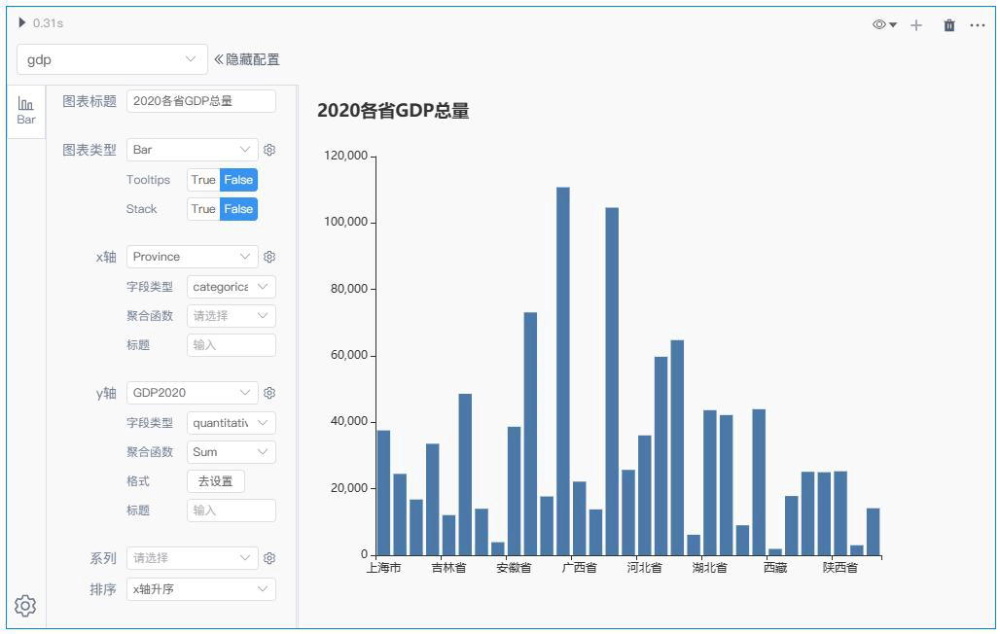 0.31s
gdp
隐藏配置
Bar
图表标题
2020各省GDP总量
图表类型
Bar
Tooltips
True
False
Stack
True
False
x轴
Province
字段类型
categorica
聚合函数
请选择
标题
输入
y轴
GDP2020
字段类型
quantitativ
聚合函数
Sum
格式
去设置
标题
输入
系列
请选择
排序
x轴升序
2020各省GDP总量
120,000
100,000
80,000
60,000
40,000
20,000
0
上海市 吉林省 安徽省 广西省 河北省 湖北省 西藏 陕西省